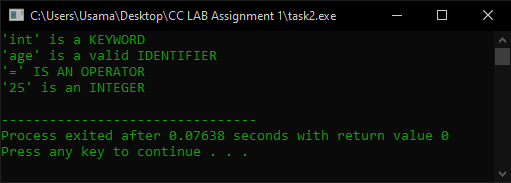 C:\Users\Usama\Desktop\CC LAB Assignment 1\task2.exe
'int' is a KEYWORD
'age' is a valid IDENTIFIER
'=' IS AN OPERATOR
'25' is an INTEGER
--------------------------------
Process exited after 0.07638 seconds with return value 0
Press any key to continue . . .